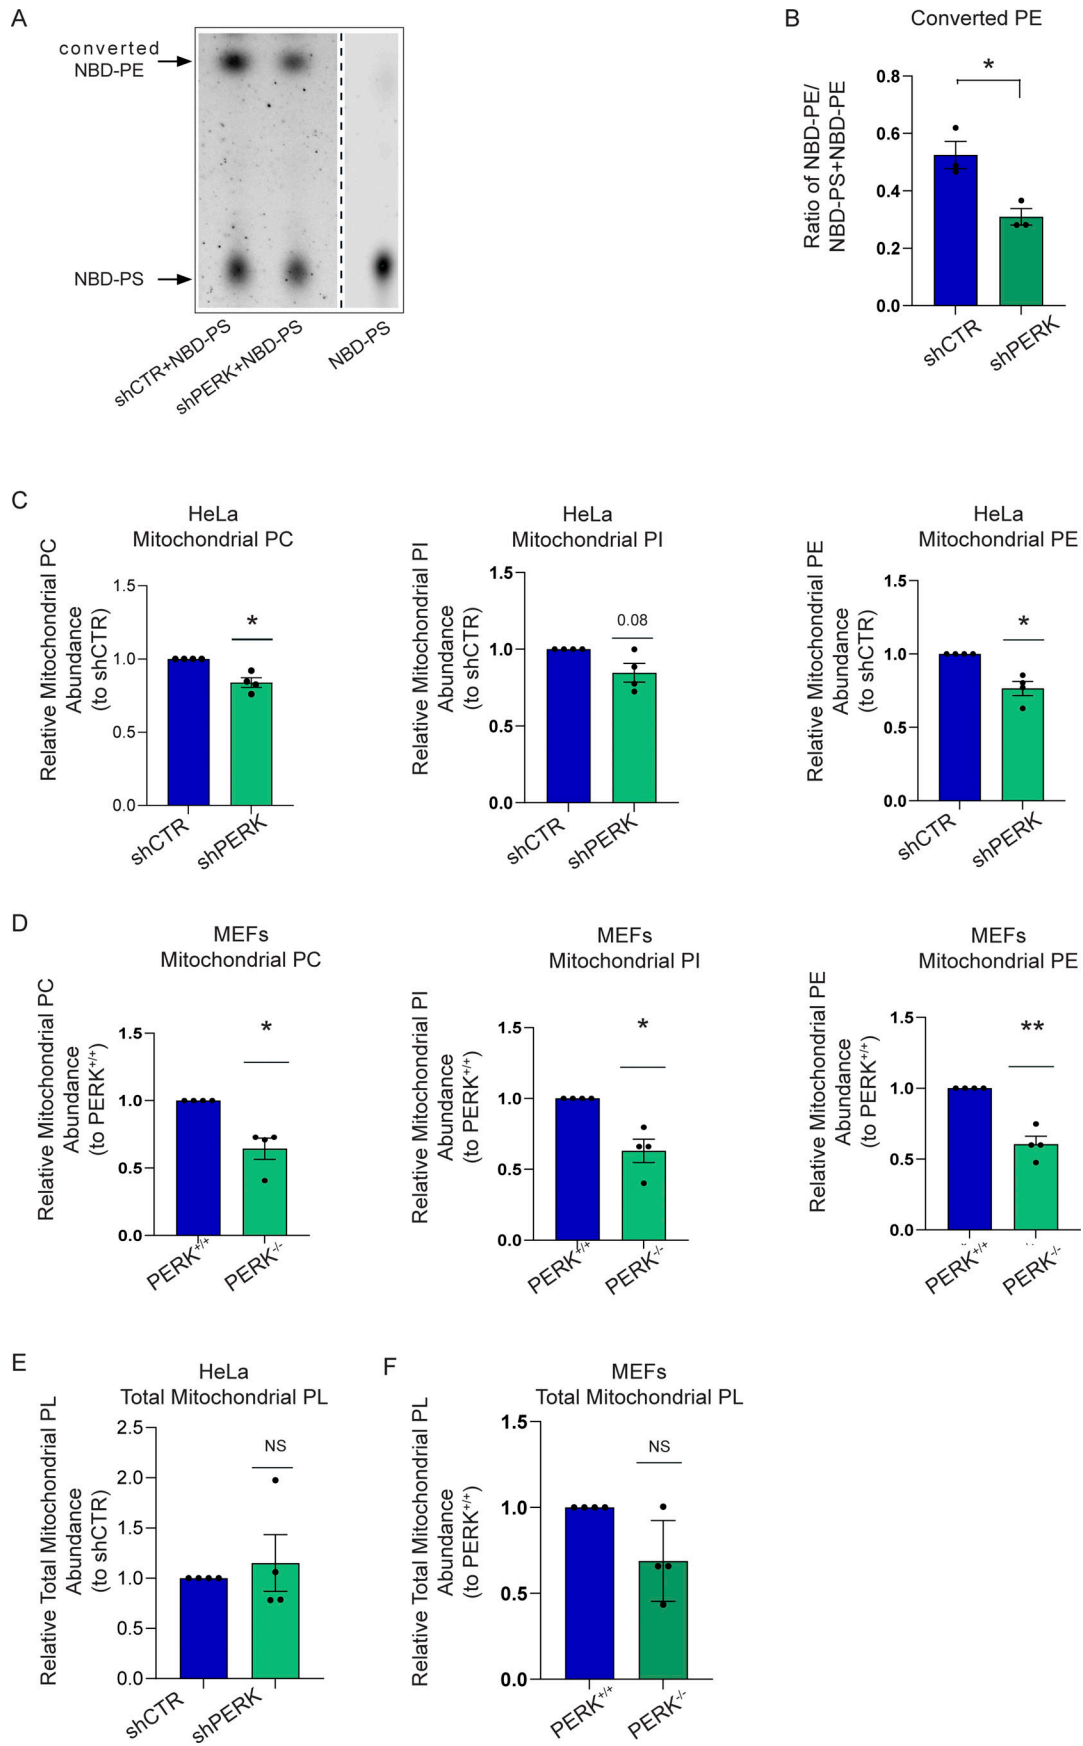 A
converted
NBD-PE
NBD-PS
shCTR+NBD-PS
shPERK+NBD-PS
NBD-PS
B
Converted PE
Ratio of NBD-PE/
NBD-PS+NBD-PE
0.8
0.6
0.4
0.2
0.0
*
shCTR
shPERK
C
HeLa
Mitochondrial PC
Relative Mitochondrial PC
Abundance
(to shCTR)
1.5
1.0
0.5
0.0
*
shCTR
shPERK
HeLa
Mitochondrial PI
Relative Mitochondrial PI
Abundance
(to shCTR)
1.5
1.0
0.5
0.0
0.08
shCTR
shPERK
HeLa
Mitochondrial PE
Relative Mitochondrial PE
Abundance
(to shCTR)
1.5
1.0
0.5
0.0
*
shCTR
shPERK
D
MEFs
Mitochondrial PC
Relative Mitochondrial PC
Abundance
(to PERK+/+)
1.5
1.0
0.5
0.0
*
PERK+/+
PERK-/-
MEFs
Mitochondrial PI
Relative Mitochondrial PI
Abundance
(to PERK+/+)
1.5
1.0
0.5
0.0
*
PERK+/+
PERK-/-
MEFs
Mitochondrial PE
Relative Mitochondrial PE
Abundance
(to PERK+/+)
1.5
1.0
0.5
0.0
**
PERK+/+
PERK-/-
E
HeLa
Total Mitochondrial PL
Relative Total Mitochondrial PL
Abundance
(to shCTR)
2.5
2.0
1.5
1.0
0.5
0.0
NS
shCTR
shPERK
F
MEFs
Total Mitochondrial PL
Relative Total Mitochondrial PL
Abundance
(to PERK+/+)
1.5
1.0
0.5
0.0
NS
PERK+/+
PERK-/-